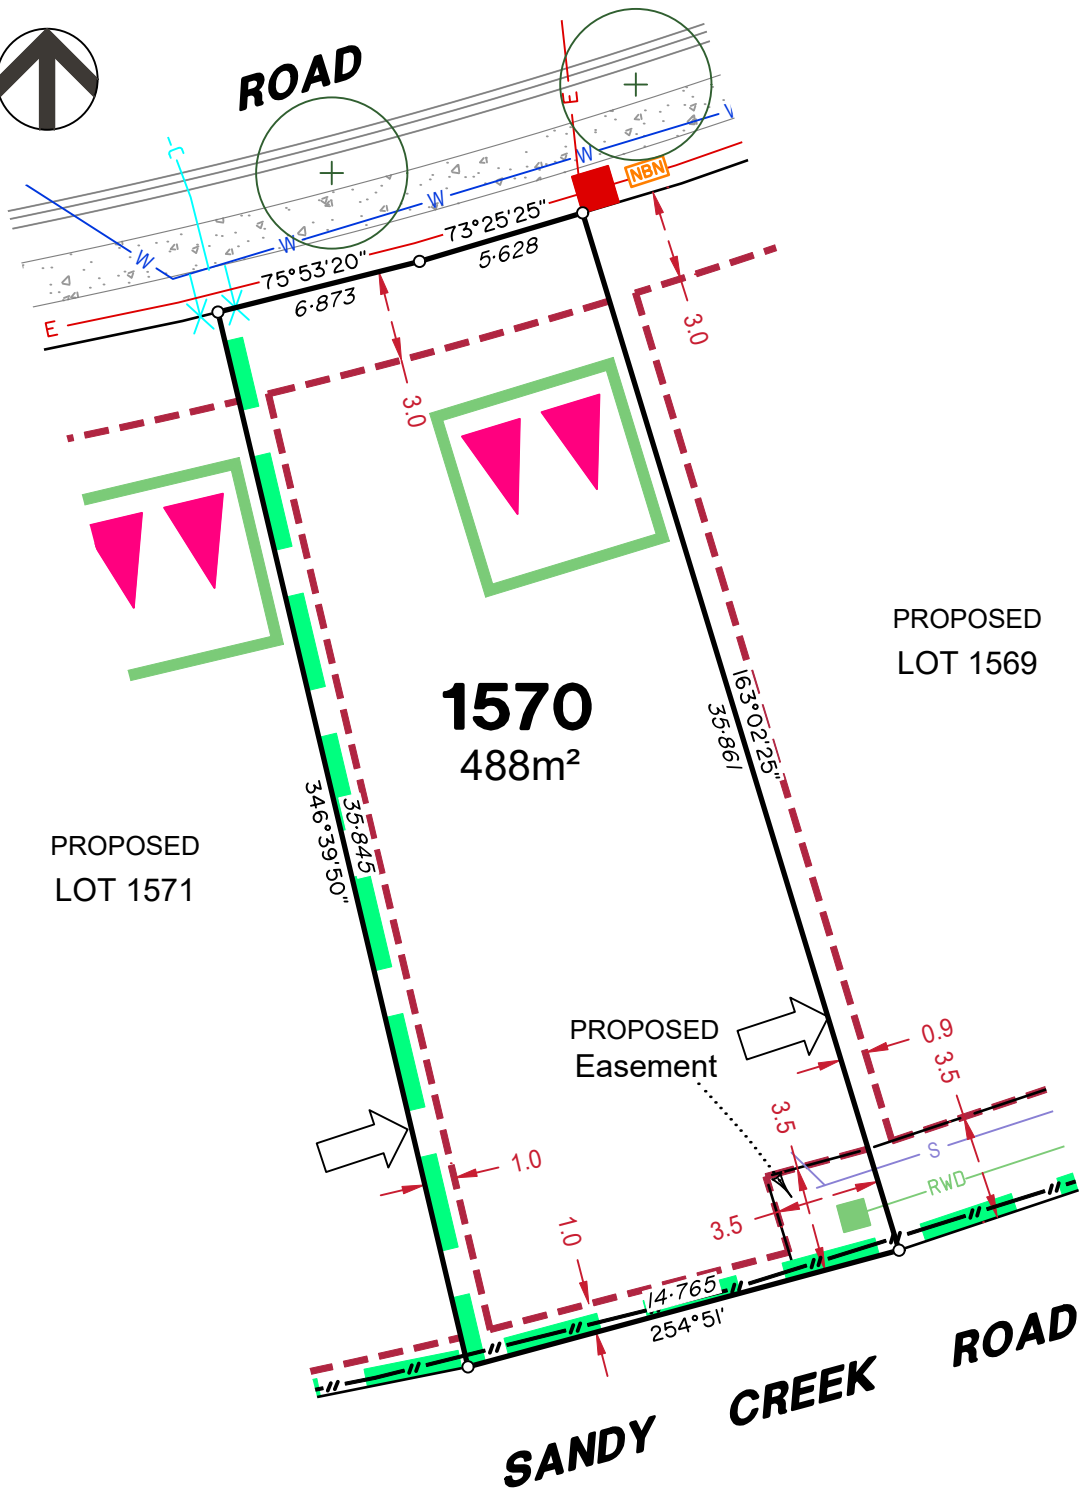 ROAD
E
C
W
W
W
W
W
NBN
E
75°53'20"
6·873
73°25'25"
5·628
3.0
3.0
1570
488m²
PROPOSED
LOT 1569
PROPOSED
LOT 1571
346°39'50"
35·845
163°02'25"
35·861
PROPOSED
Easement
0.9
3.5
3.5
3.5
S
RWD
1.0
1.0
14·765
254°51'
SANDY CREEK ROAD